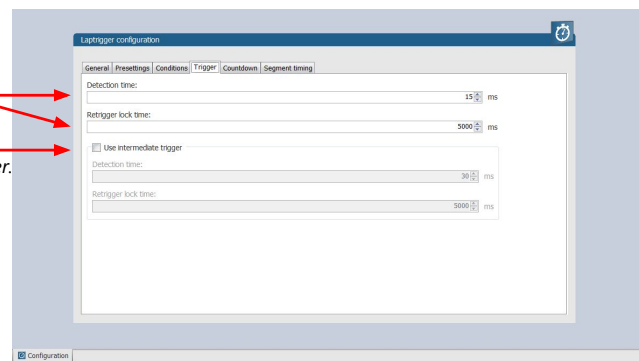 Laptrigger configuration
General Presettings Conditions Trigger Countdown Segment timing
Detection time:
15 ms
Retrigger lock time:
5000 ms
Use intermediate trigger
er.
Detection time:
30 ms
Retrigger lock time:
5000 ms
Configuration